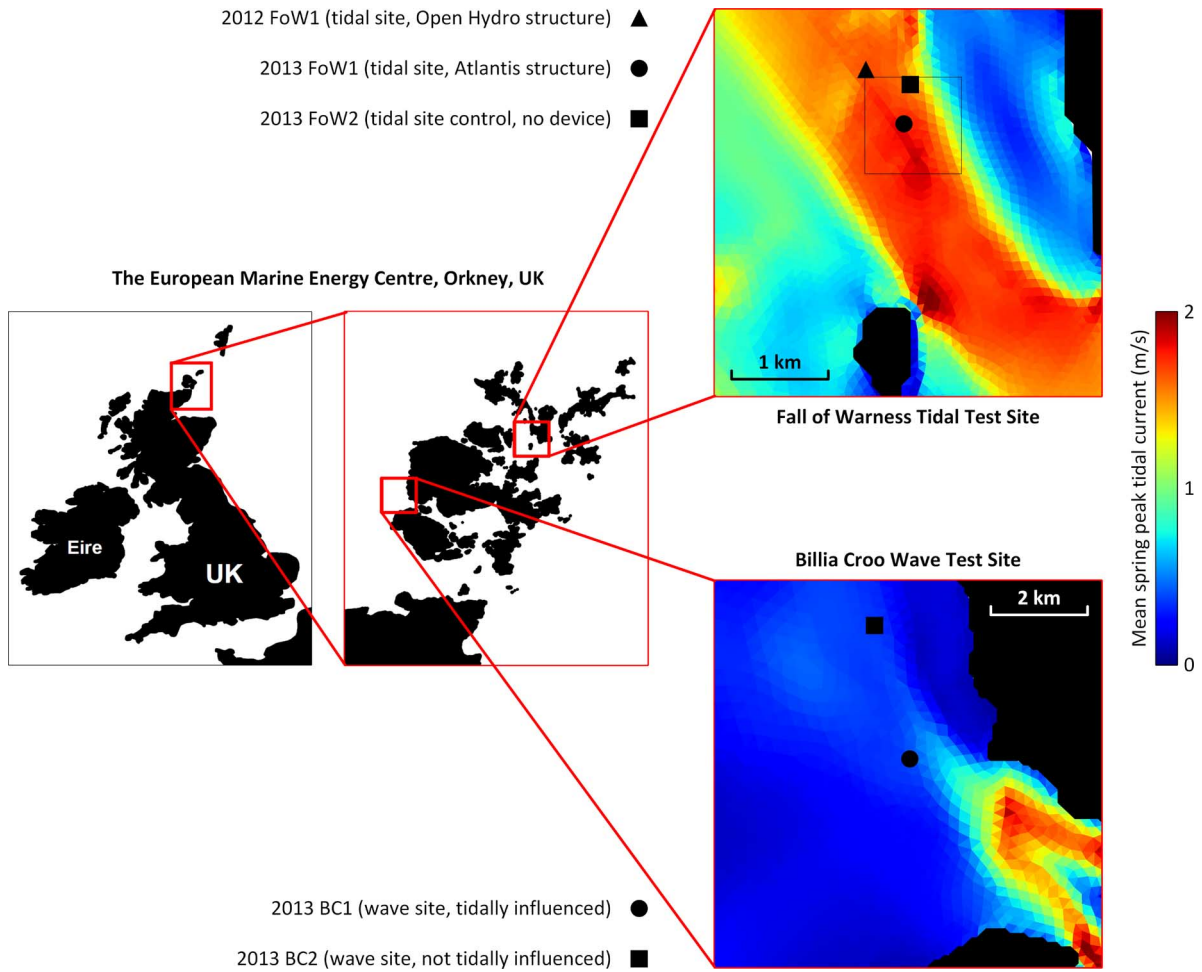 2012 FoW1 (tidal site, Open Hydro structure)
2013 FoW1 (tidal site, Atlantis structure)
2013 FoW2 (tidal site control, no device)
The European Marine Energy Centre, Orkney, UK
Eire
UK
1 km
Fall of Warness Tidal Test Site
Billia Croo Wave Test Site
2 km
2
1
0
Mean spring peak tidal current (m/s)
2013 BC1 (wave site, tidally influenced)
2013 BC2 (wave site, not tidally influenced)